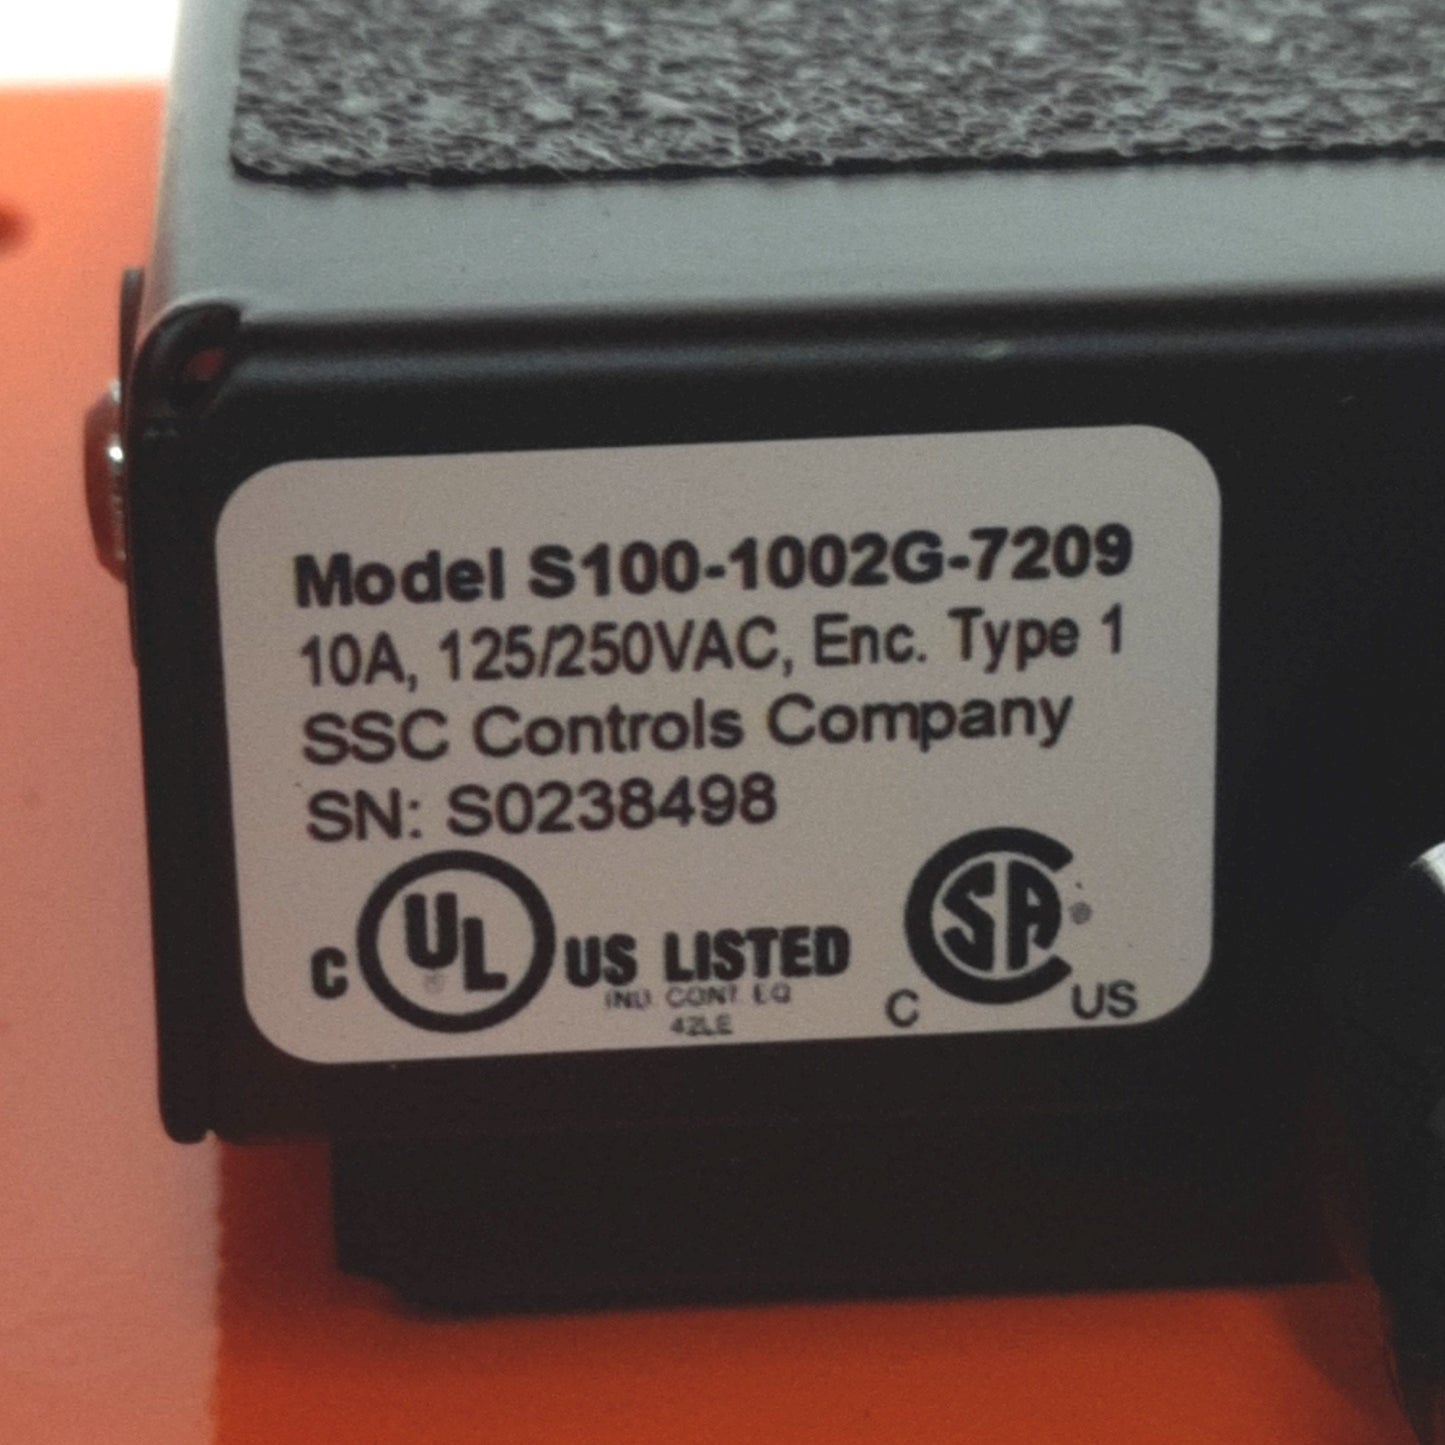 Model S100-1002G-7209
10A, 125/250VAC, Enc. Type 1
SSC Controls Company
SN: S0238498
C UL US LISTED
IND. CONT. EQ
42LE
C SA US